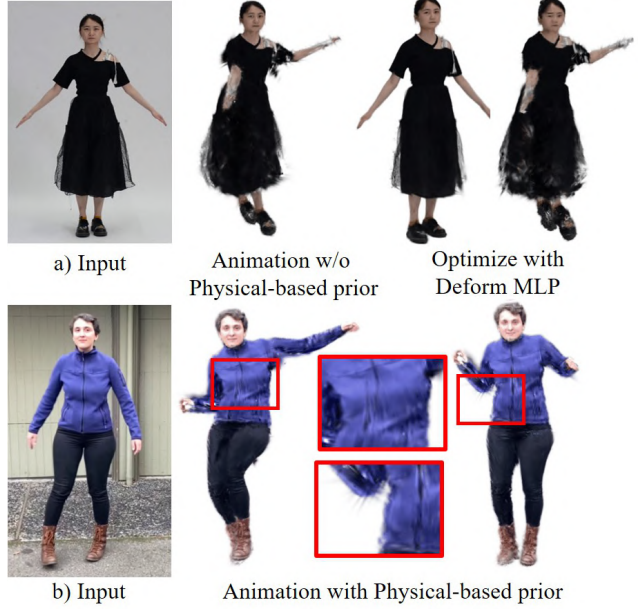 a) Input
Animation w/o
Physical-based prior
Optimize with
Deform MLP
b) Input
Animation with Physical-based prior